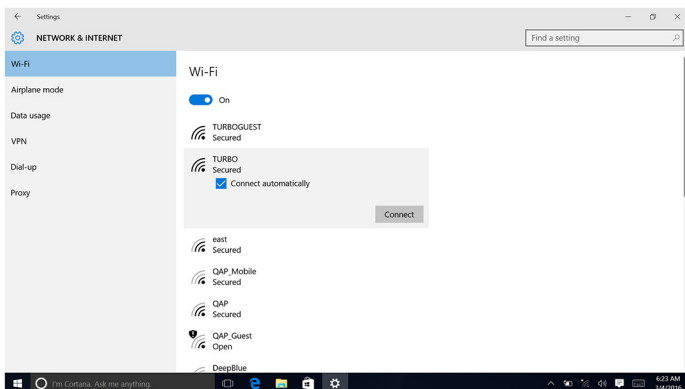 Settings
NETWORK & INTERNET
Find a setting
Wi-Fi
Airplane mode
Data usage
VPN
Dial-up
Proxy
Wi-Fi
On
TURBOGUEST
Secured
TURBO
Secured
Connect automatically
Connect
east
Secured
QAP_Mobile
Secured
QAP
Secured
QAP_Guest
Open
DeepBlue
I'm Cortana. Ask me anything.
6:23 AM
3/4/2016